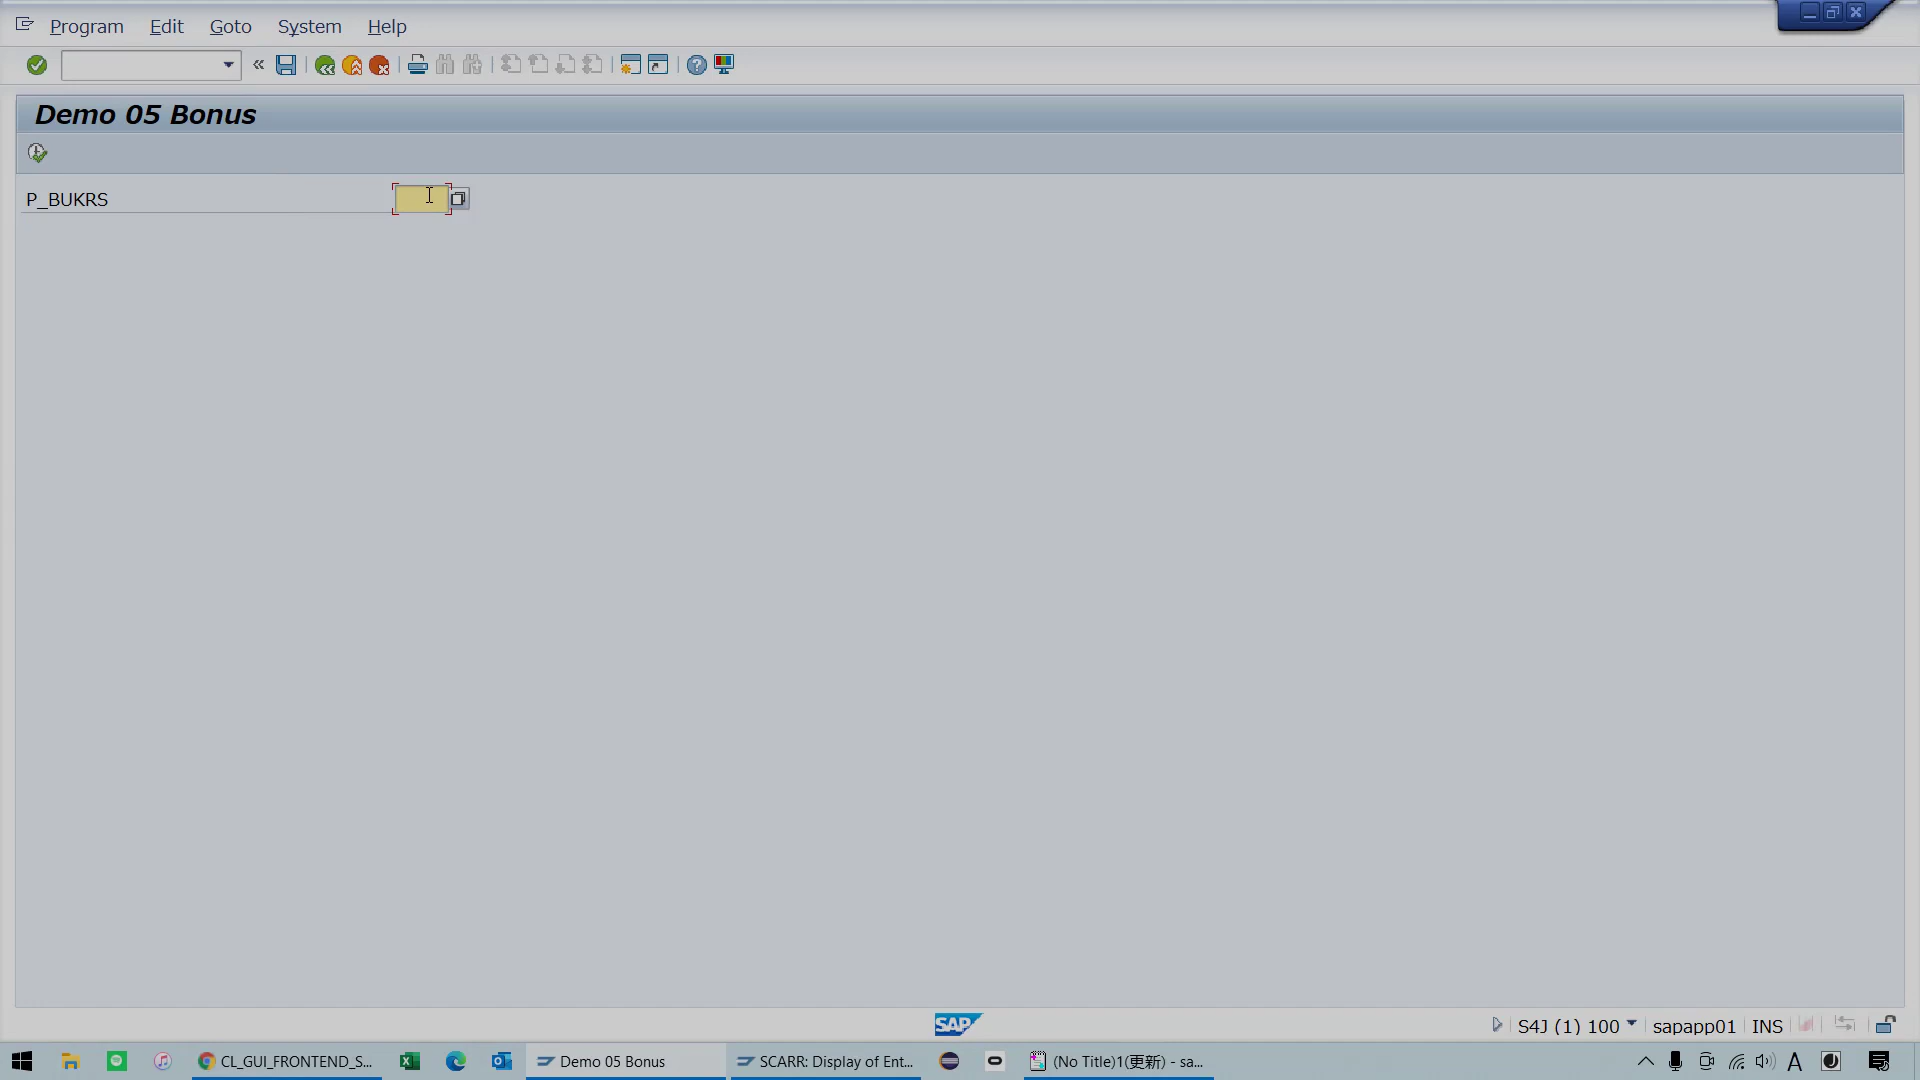 Program Edit Goto System Help
Demo 05 Bonus
P_BUKRS
SAP
S4J (1) 100 sapapp01 INS
CL_GUI_FRONTEND_S... Demo 05 Bonus SCARR: Display of Ent... (No Title)1(更新) - sa... A